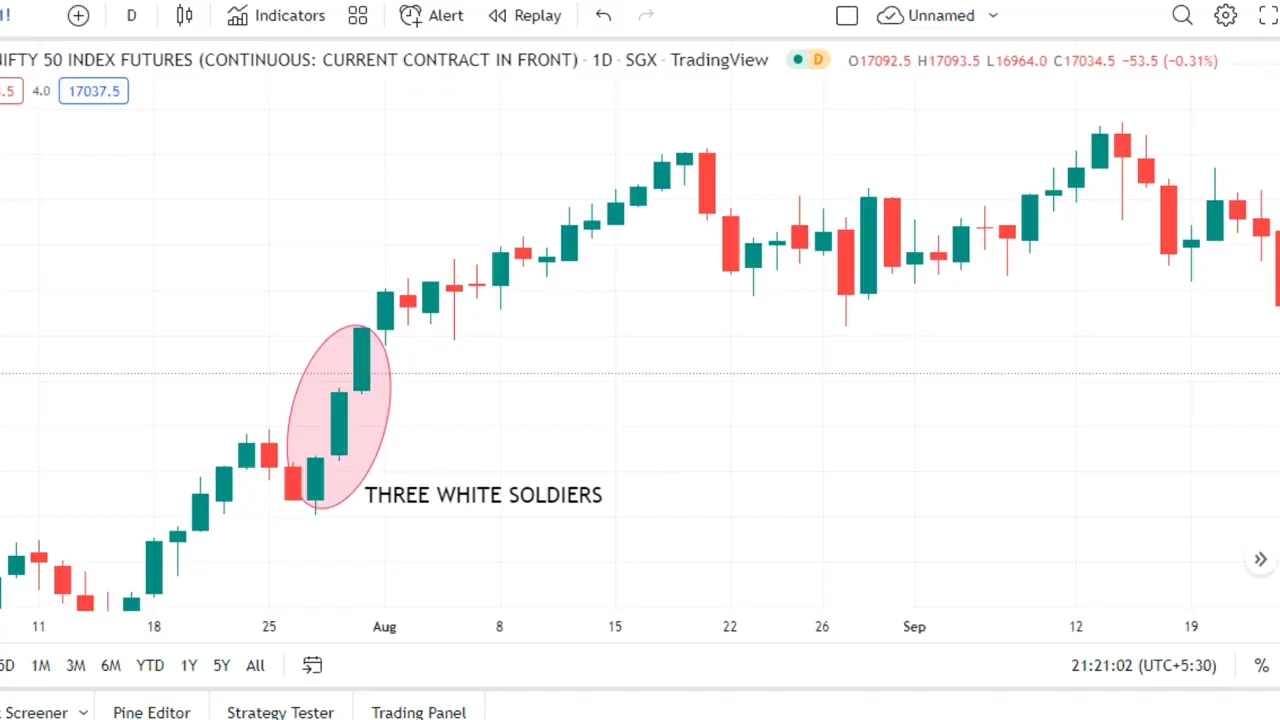 1!
D
Indicators
Alert
Replay
Unnamed
NIFTY 50 INDEX FUTURES (CONTINUOUS: CURRENT CONTRACT IN FRONT) · 1D · SGX · TradingView
D
O17092.5 H17093.5 L16964.0 C17034.5 −53.5 (−0.31%)
.5 4.0 17037.5
THREE WHITE SOLDIERS
11 18 25 Aug 8 15 22 26 Sep 12 19
5D 1M 3M 6M YTD 1Y 5Y All
21:21:02 (UTC+5:30) %
Screener Pine Editor Strategy Tester Trading Panel